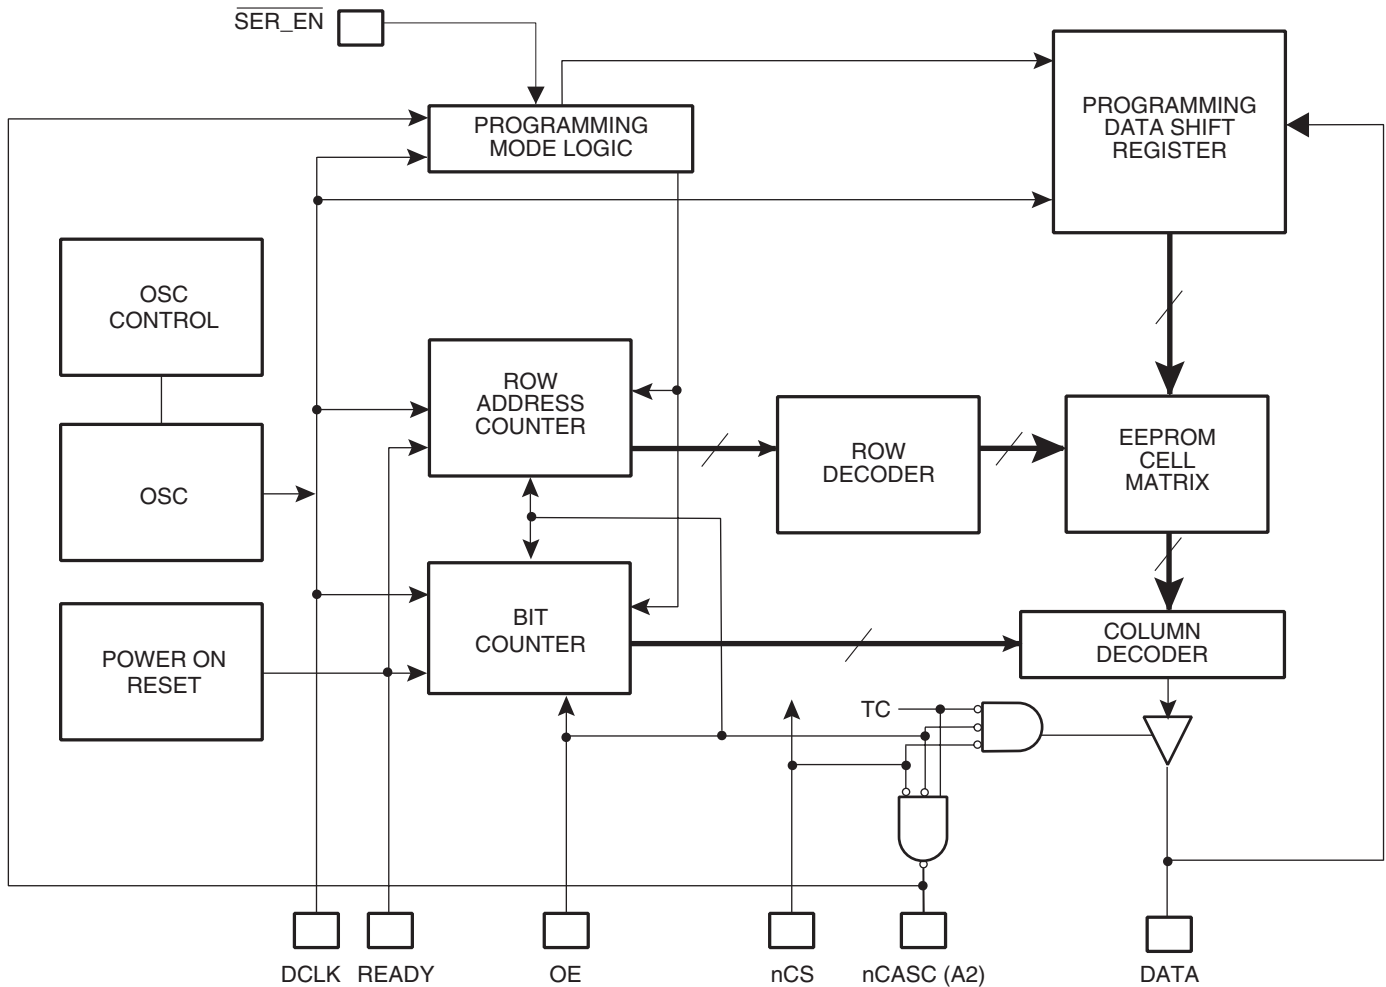 SER_EN
PROGRAMMING
MODE LOGIC
PROGRAMMING
DATA SHIFT
REGISTER
OSC
CONTROL
ROW
ADDRESS
COUNTER
ROW
DECODER
EEPROM
CELL
MATRIX
OSC
BIT
COUNTER
COLUMN
DECODER
POWER ON
RESET
TC
DCLK
READY
OE
nCS
nCASC (A2)
DATA